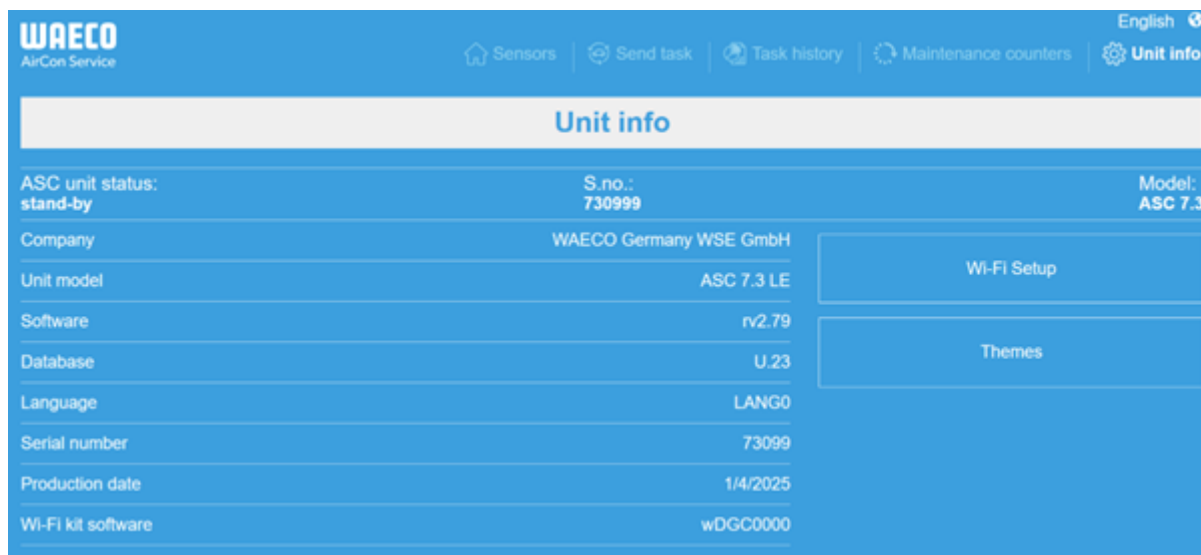 WAECO
AirCon Service
English
Sensors Send task Task history Maintenance counters Unit info
Unit info
ASC unit status: S.no.: Model:
stand-by 730999 ASC 7.3
Company WAECO Germany WSE GmbH
Wi-Fi Setup
Unit model ASC 7.3 LE
Software rv2.79
Themes
Database U.23
Language LANG0
Serial number 73099
Production date 1/4/2025
Wi-Fi kit software wDGC0000